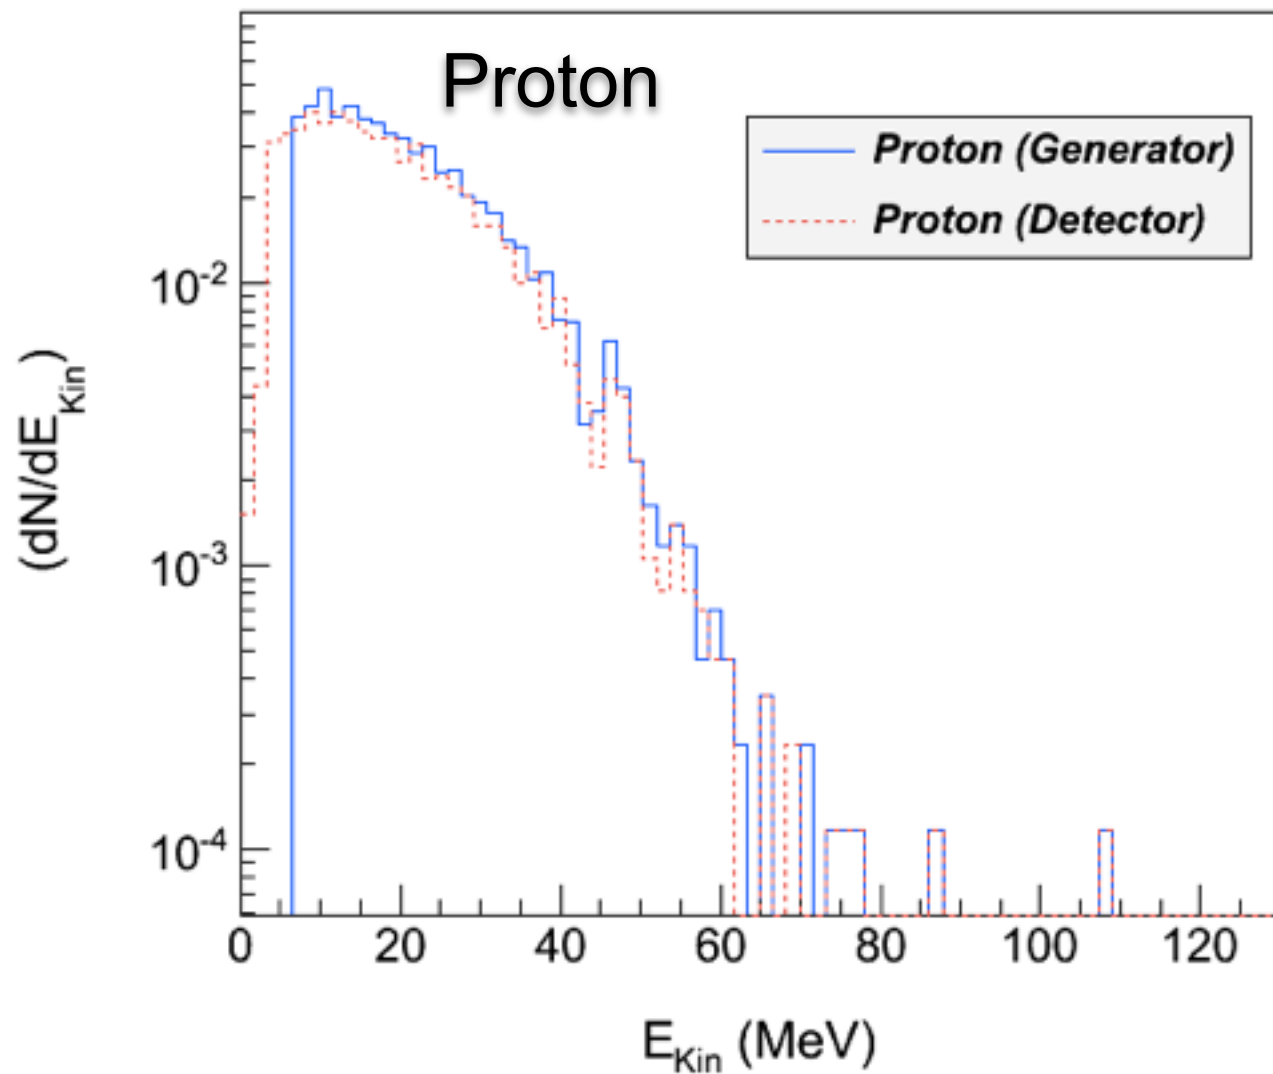 Proton
Proton (Generator)
Proton (Detector)
10⁻²
10⁻³
10⁻⁴
(dN/dE_Kin)
0 20 40 60 80 100 120
E_Kin (MeV)